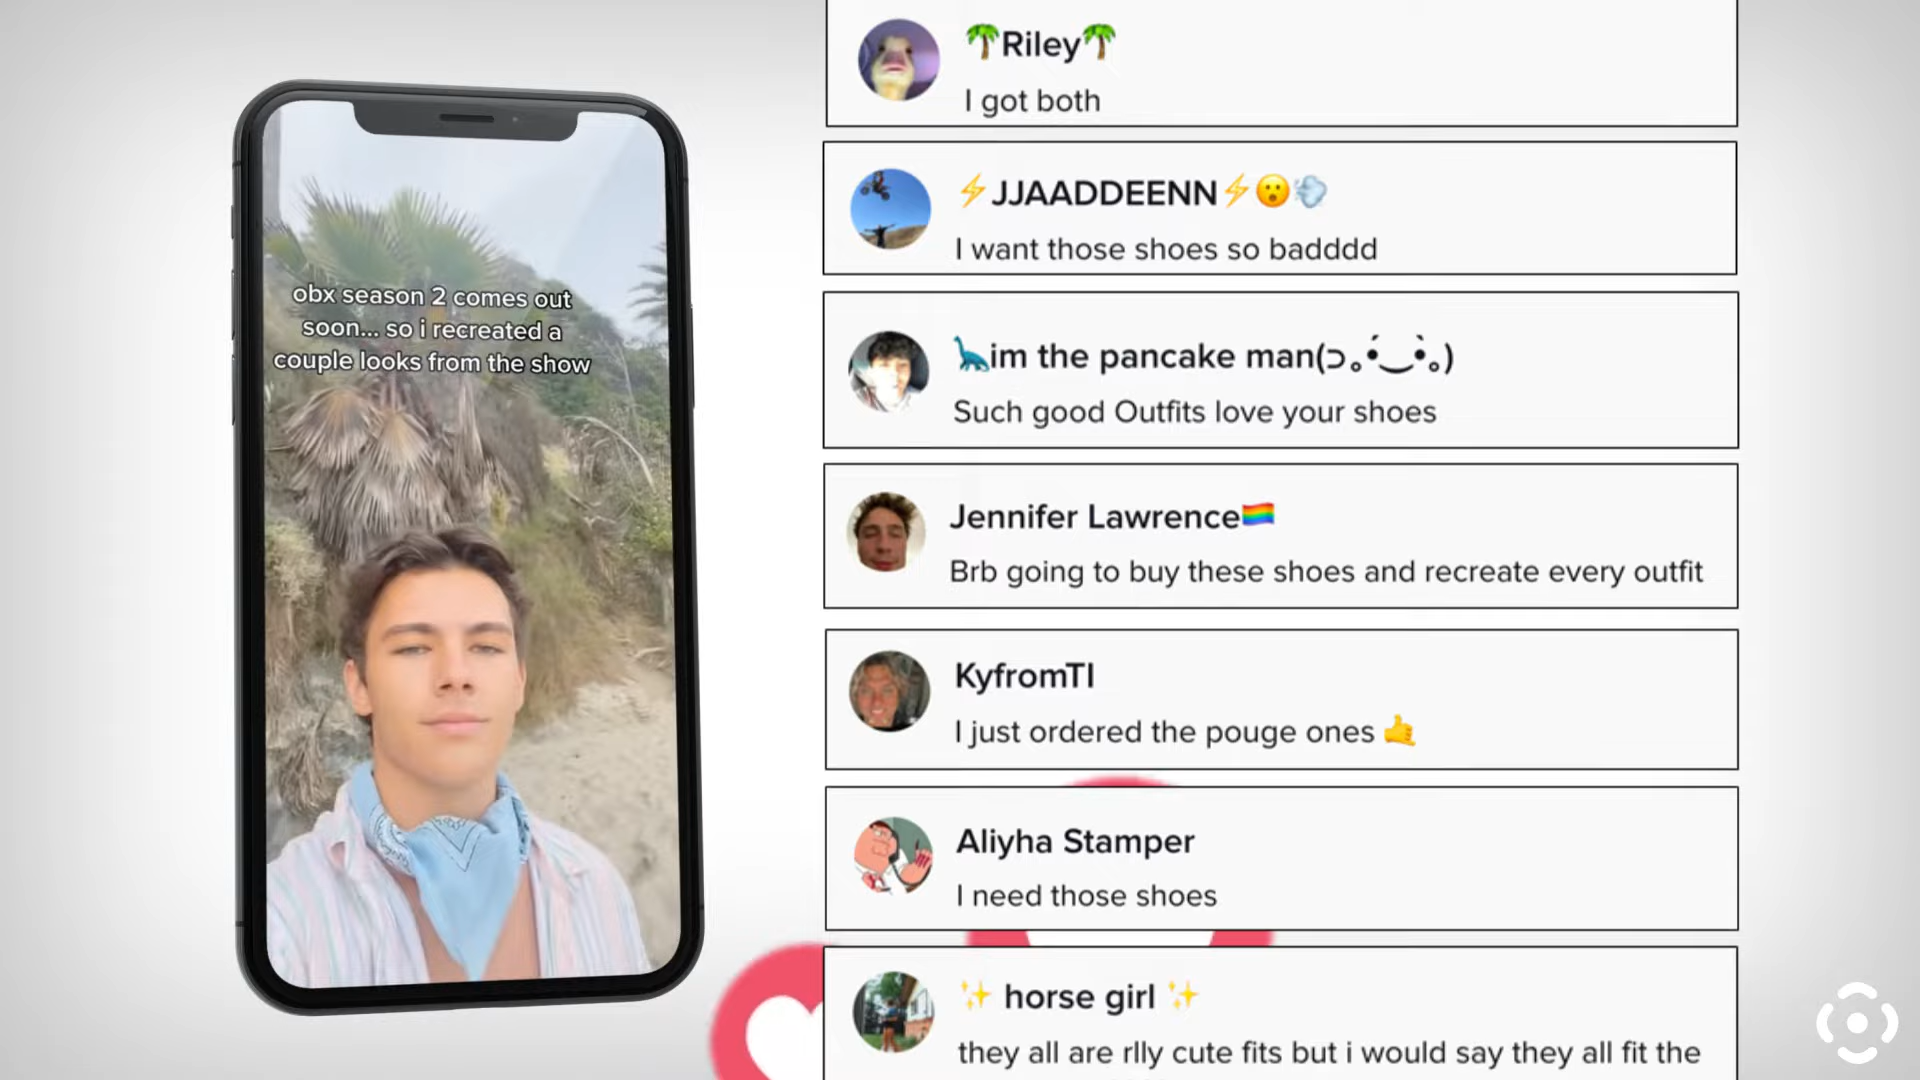 obx season 2 comes out
soon... so i recreated a
couple looks from the show
🌴Riley🌴
I got both
⚡JJAADDEENN⚡😮💨
I want those shoes so badddd
🦕im the pancake man(⊃｡•́‿•̀｡)
Such good Outfits love your shoes
Jennifer Lawrence🏳️‍🌈
Brb going to buy these shoes and recreate every outfit
KyfromTI
I just ordered the pouge ones 🤙
Aliyha Stamper
I need those shoes
✨ horse girl ✨
they all are rlly cute fits but i would say they all fit the